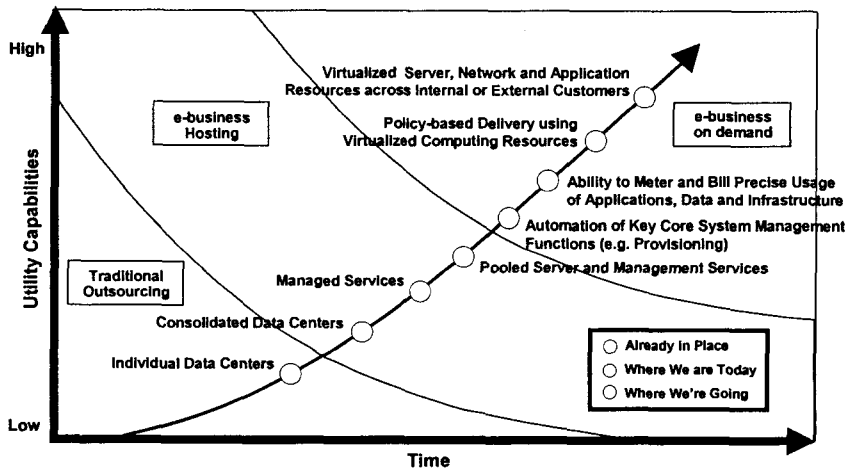 High
Virtualized Server, Network and Application
Resources across Internal or External Customers
e-business
Hosting
Policy-based Delivery using
Virtualized Computing Resources
e-business
on demand
Ability to Meter and Bill Precise Usage
of Applications, Data and Infrastructure
Automation of Key Core System Management
Functions (e.g. Provisioning)
Pooled Server and Management Services
Utility Capabilities
Traditional
Outsourcing
Managed Services
Consolidated Data Centers
Individual Data Centers
Already in Place
Where We are Today
Where We're Going
Low
Time